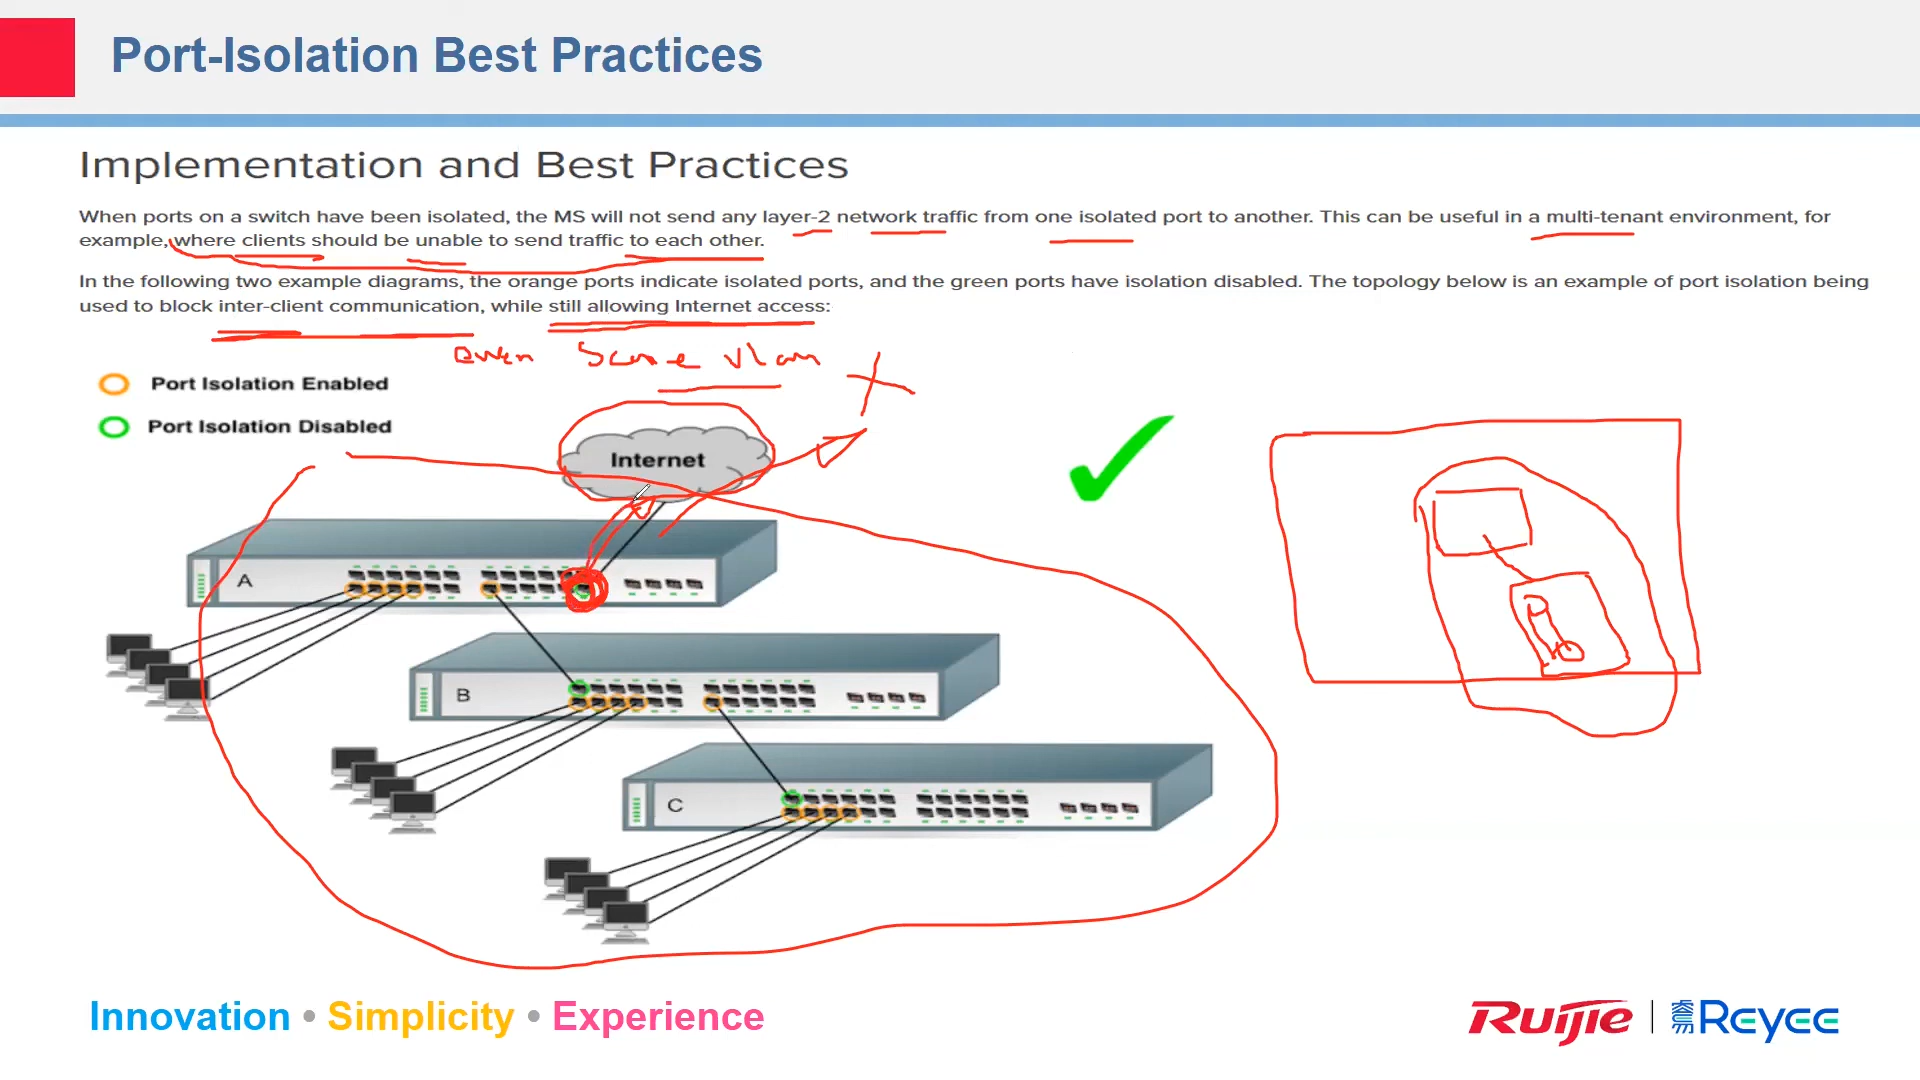 Port-Isolation Best Practices
Implementation and Best Practices
When ports on a switch have been isolated, the MS will not send any layer-2 network traffic from one isolated port to another. This can be useful in a multi-tenant environment, for
example, where clients should be unable to send traffic to each other.
In the following two example diagrams, the orange ports indicate isolated ports, and the green ports have isolation disabled. The topology below is an example of port isolation being
used to block inter-client communication, while still allowing Internet access:
even Same vlan
Port Isolation Enabled
Port Isolation Disabled
Internet
A
B
C
Innovation • Simplicity • Experience
Ruijie | Reyee